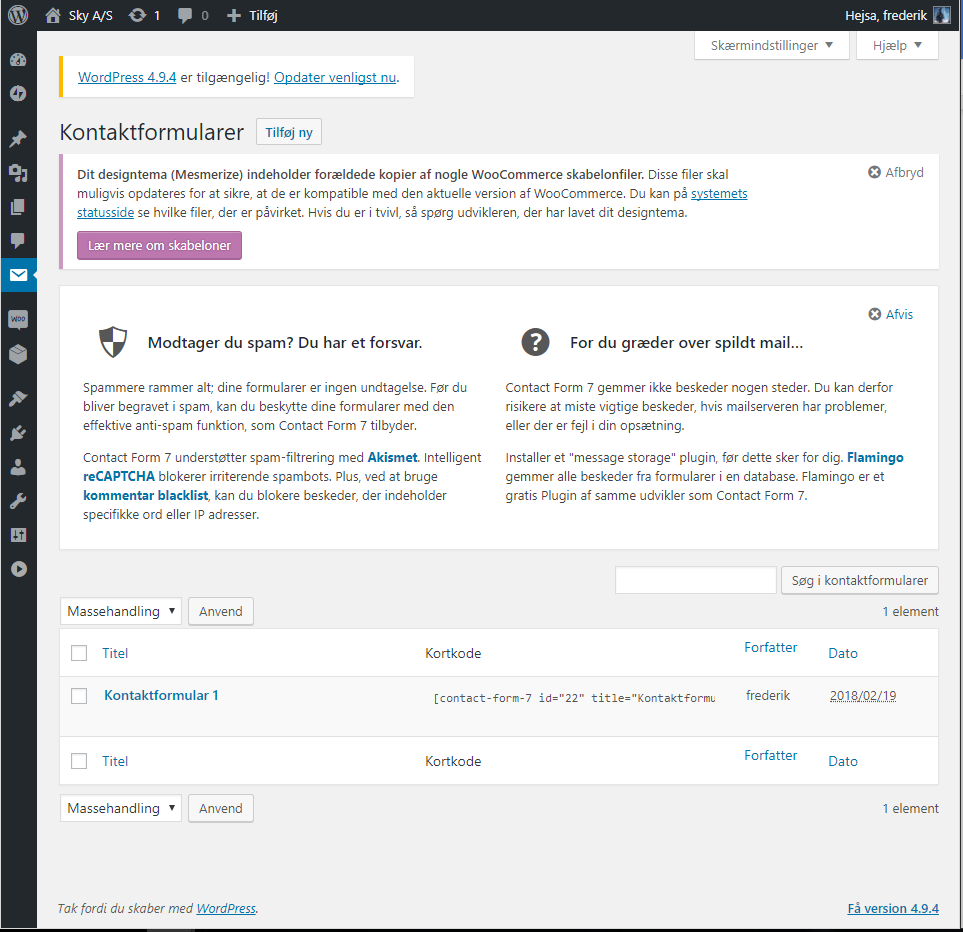 Sky A/S 1 0 Tilføj Hejsa, frederik
Skærmindstillinger Hjælp
WordPress 4.9.4 er tilgængelig! Opdater venligst nu.
Kontaktformularer Tilføj ny
Dit designtema (Mesmerize) indeholder forældede kopier af nogle WooCommerce skabelonfiler. Disse filer skal
muligvis opdateres for at sikre, at de er kompatible med den aktuelle version af WooCommerce. Du kan på systemets
statusside se hvilke filer, der er påvirket. Hvis du er i tvivl, så spørg udvikleren, der har lavet dit designtema.
Afbryd
Lær mere om skabeloner
Afvis
Modtager du spam? Du har et forsvar.
Spammere rammer alt; dine formularer er ingen undtagelse. Før du
bliver begravet i spam, kan du beskytte dine formularer med den
effektive anti-spam funktion, som Contact Form 7 tilbyder.
Contact Form 7 understøtter spam-filtrering med Akismet. Intelligent
reCAPTCHA blokerer irriterende spambots. Plus, ved at bruge
kommentar blacklist, kan du blokere beskeder, der indeholder
specifikke ord eller IP adresser.
For du græder over spildt mail...
Contact Form 7 gemmer ikke beskeder nogen steder. Du kan derfor
risikere at miste vigtige beskeder, hvis mailserveren har problemer,
eller der er fejl i din opsætning.
Installer et "message storage" plugin, før dette sker for dig. Flamingo
gemmer alle beskeder fra formularer i en database. Flamingo er et
gratis Plugin af samme udvikler som Contact Form 7.
Woo
Søg i kontaktformularer
Massehandling Anvend 1 element
Titel Kortkode Forfatter Dato
Kontaktformular 1 [contact-form-7 id="22" title="Kontaktformu frederik 2018/02/19
Titel Kortkode Forfatter Dato
Massehandling Anvend 1 element
Tak fordi du skaber med WordPress. Få version 4.9.4